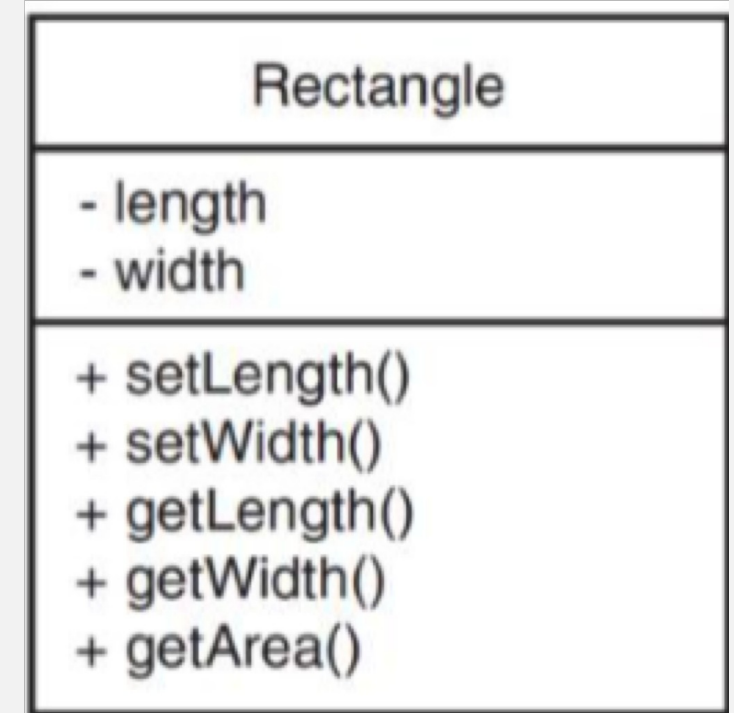 Rectangle
- length
- width
+ setLength()
+ setWidth()
+ getLength()
+ getWidth()
+ getArea()